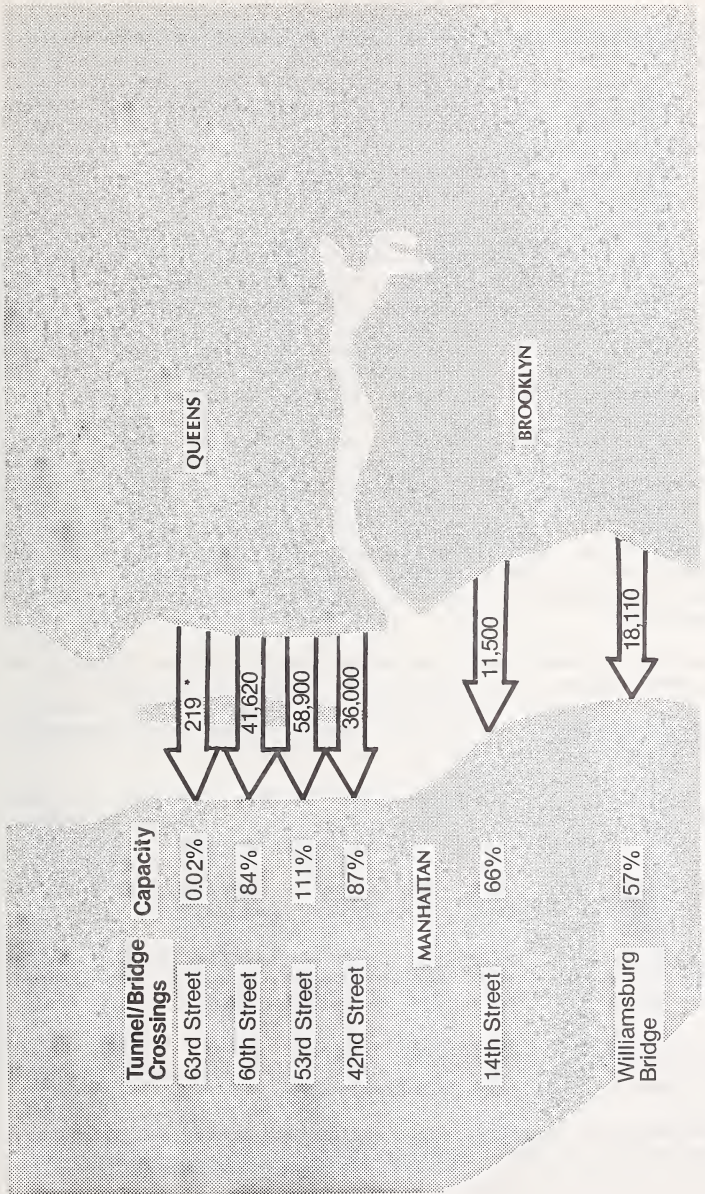 Tunnel/Bridge
Crossings
Capacity
63rd Street
0.02%
219 *
60th Street
84%
41,620
53rd Street
111%
58,900
42nd Street
87%
36,000
QUEENS
MANHATTAN
14th Street
66%
11,500
BROOKLYN
Williamsburg
Bridge
57%
18,110